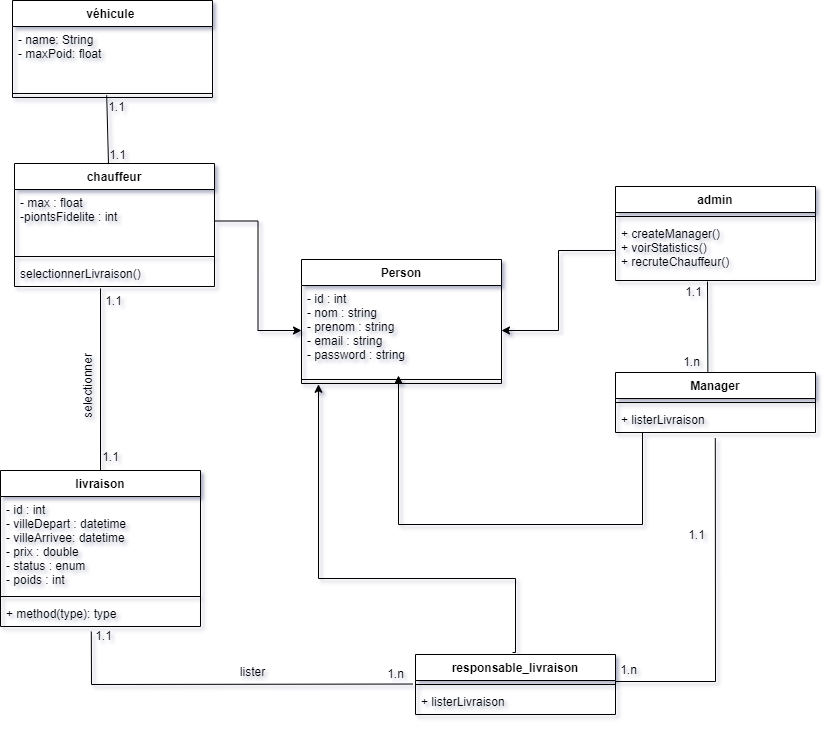 véhicule
- name: String
- maxPoid: float
1.1
1.1
chauffeur
- max : float
-piontsFidelite : int
selectionnerLivraison()
1.1
selectionner
1.1
livraison
- id : int
- villeDepart : datetime
- villeArrivee: datetime
- prix : double
- status : enum
- poids : int
+ method(type): type
1.1
lister
1.n
Person
- id : int
- nom : string
- prenom : string
- email : string
- password : string
admin
+ createManager()
+ voirStatistics()
+ recruteChauffeur()
1.1
1.n
Manager
+ listerLivraison
1.1
1.n
responsable_livraison
+ listerLivraison